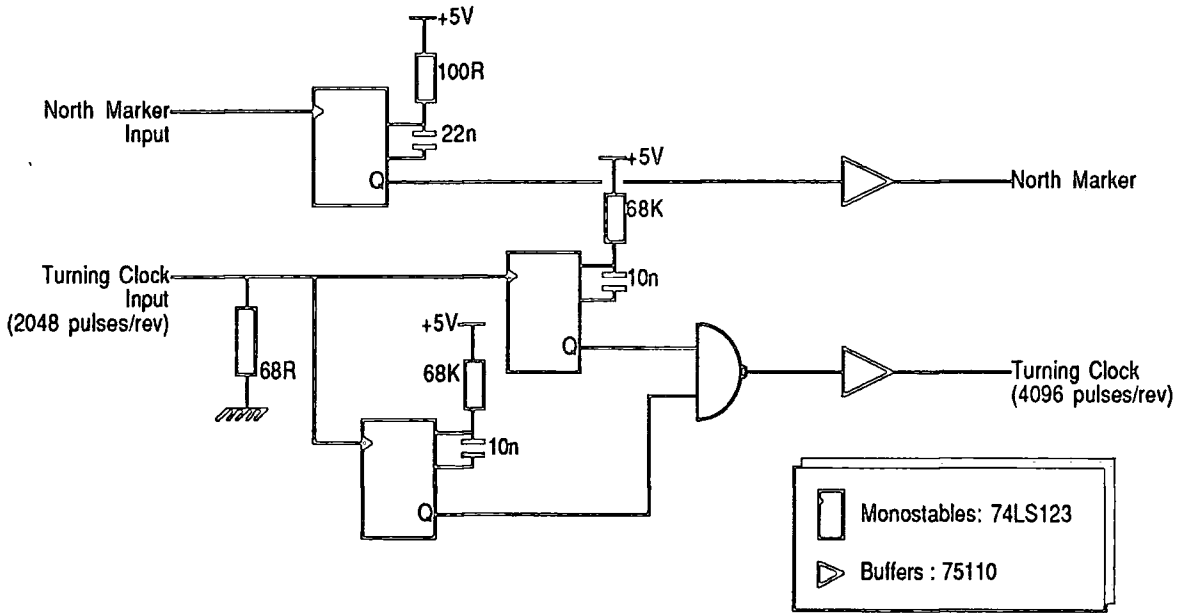 +5V
100R
North Marker
Input
22n
Q
+5V
North Marker
68K
Turning Clock
Input
(2048 pulses/rev)
10n
+5V
Q
68R
68K
Turning Clock
(4096 pulses/rev)
10n
Q
Monostables: 74LS123
Buffers : 75110